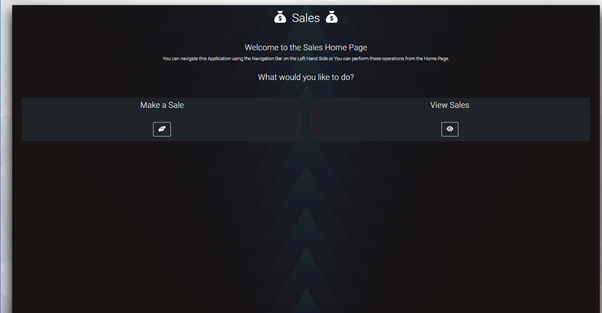 Sales
Welcome to the Sales Home Page
You can navigate this Application using the Navigation Bar on the Left Hand Side or You can perform these operations from the Home Page.
What would you like to do?
Make a Sale
View Sales